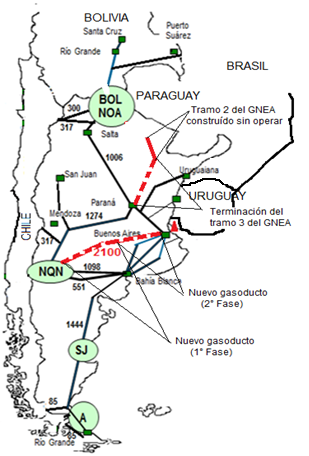 BOLIVIA
Santa Cruz
Puerto
Suárez
Río Grande
BRASIL
BOL
NOA
PARAGUAY
300
317
Tramo 2 del GNEA
construído sin operar
Salta
1006
San Juan
Uruguaiana
Paraná
URUGUAY
Mendoza
1274
Terminación del
tramo 3 del GNEA
CHILE
317
Buenos Aires
2100
NQN
1098
551
Bahía Blanca
Nuevo gasoducto
(2° Fase)
1444
Nuevo gasoducto
(1° Fase)
SJ
85
A
65
Río Grande